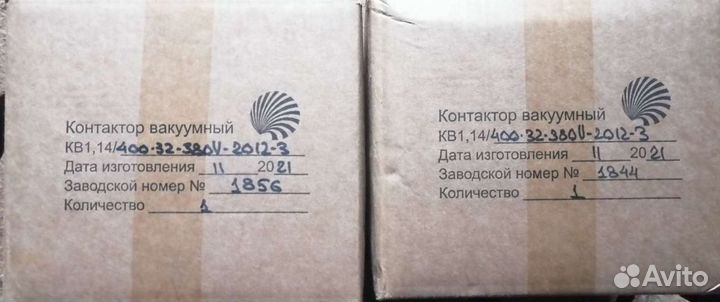 Контактор вакуумный
КВ1,14/400-32-380V-2012-3
Дата изготовления 11 2021
Заводской номер № 1856
Количество 1
Контактор вакуумный
КВ1,14/400-32-380V-2012-3
Дата изготовления 11 2021
Заводской номер № 1844
Количество 1
Avito